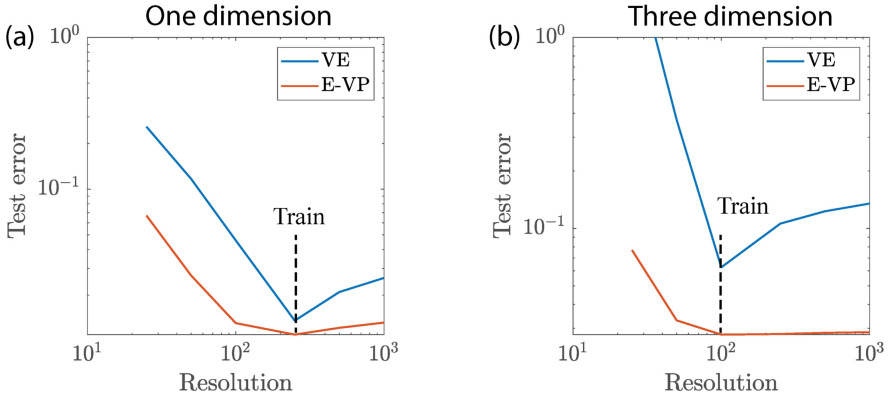 One dimension
(a)
10^0
VE
E-VP
Test error
10^-1
Train
10^1
10^2
10^3
Resolution
Three dimension
(b)
10^0
VE
E-VP
Test error
10^-1
Train
10^1
10^2
10^3
Resolution